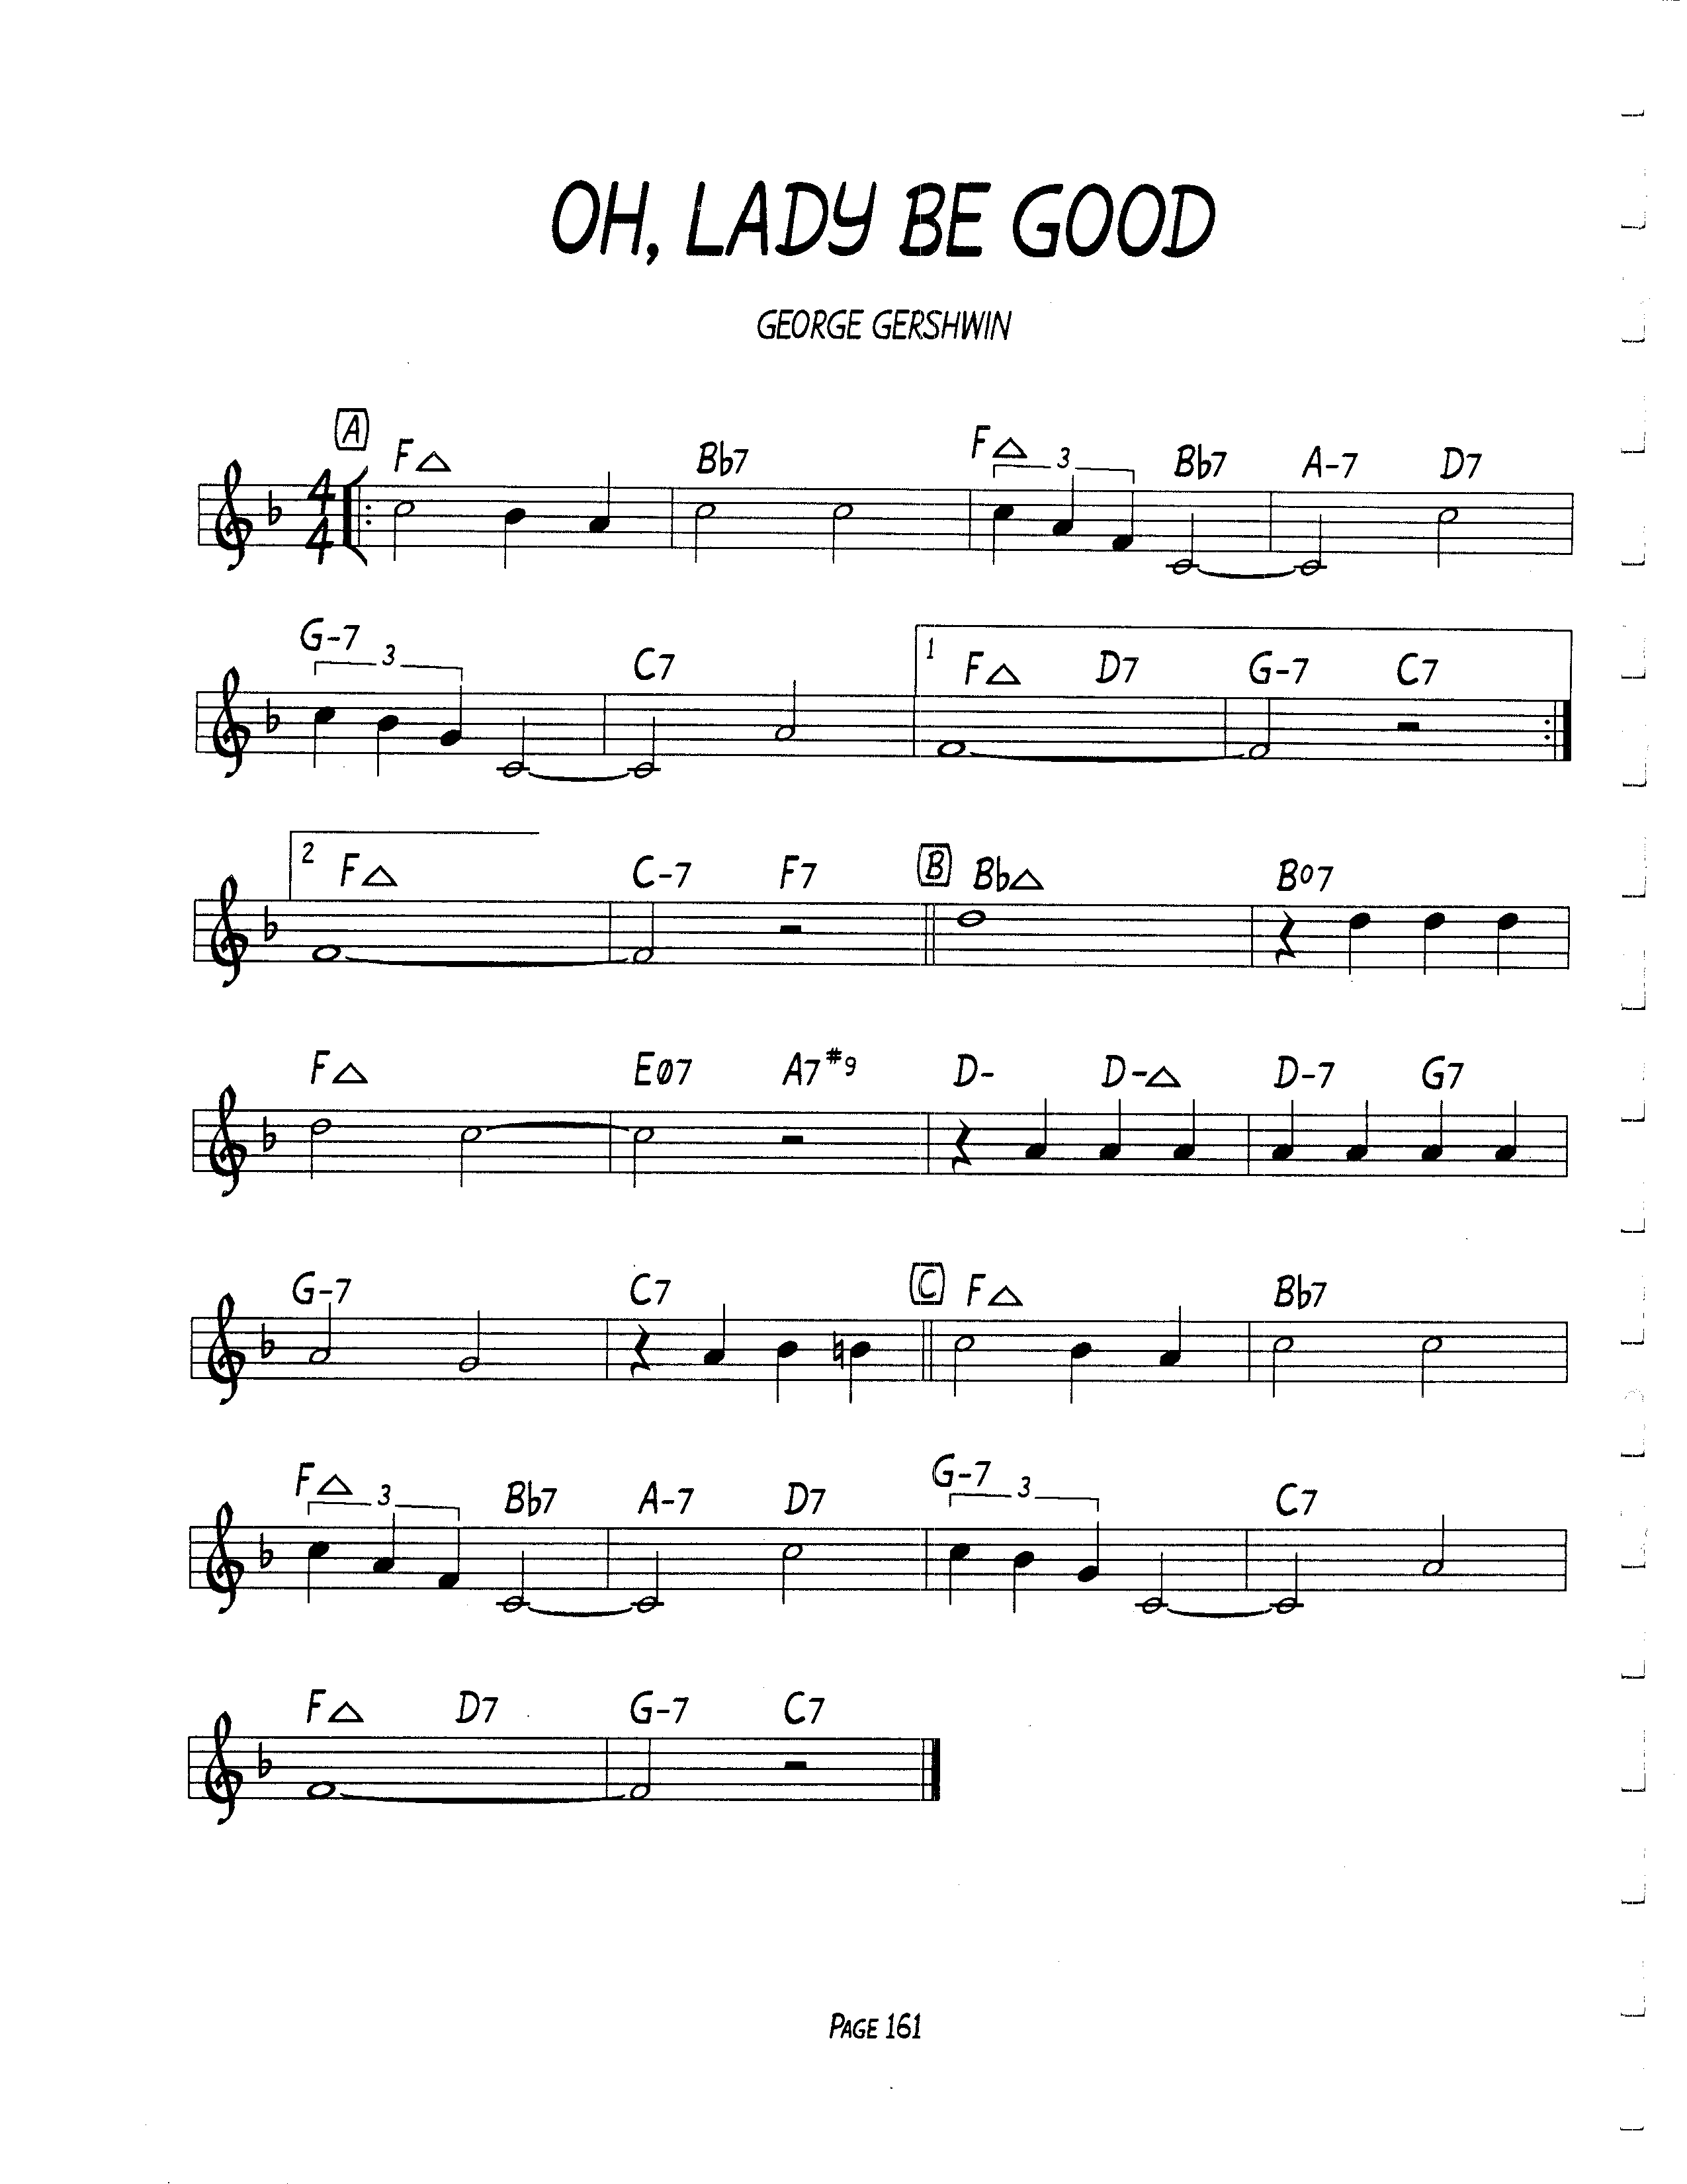 OH, LADY BE GOOD
GEORGE GERSHWIN
A
F△ Bb7 F△ Bb7 A-7 D7
3
4
4
G-7 C7 F△ D7 G-7 C7
3
1
2
F△ C-7 F7 B Bb△ Bo7
F△ Eø7 A7#9 D- D-△ D-7 G7
G-7 C7 C F△ Bb7
F△ Bb7 A-7 D7 G-7 C7
3 3
F△ D7 G-7 C7
PAGE 161